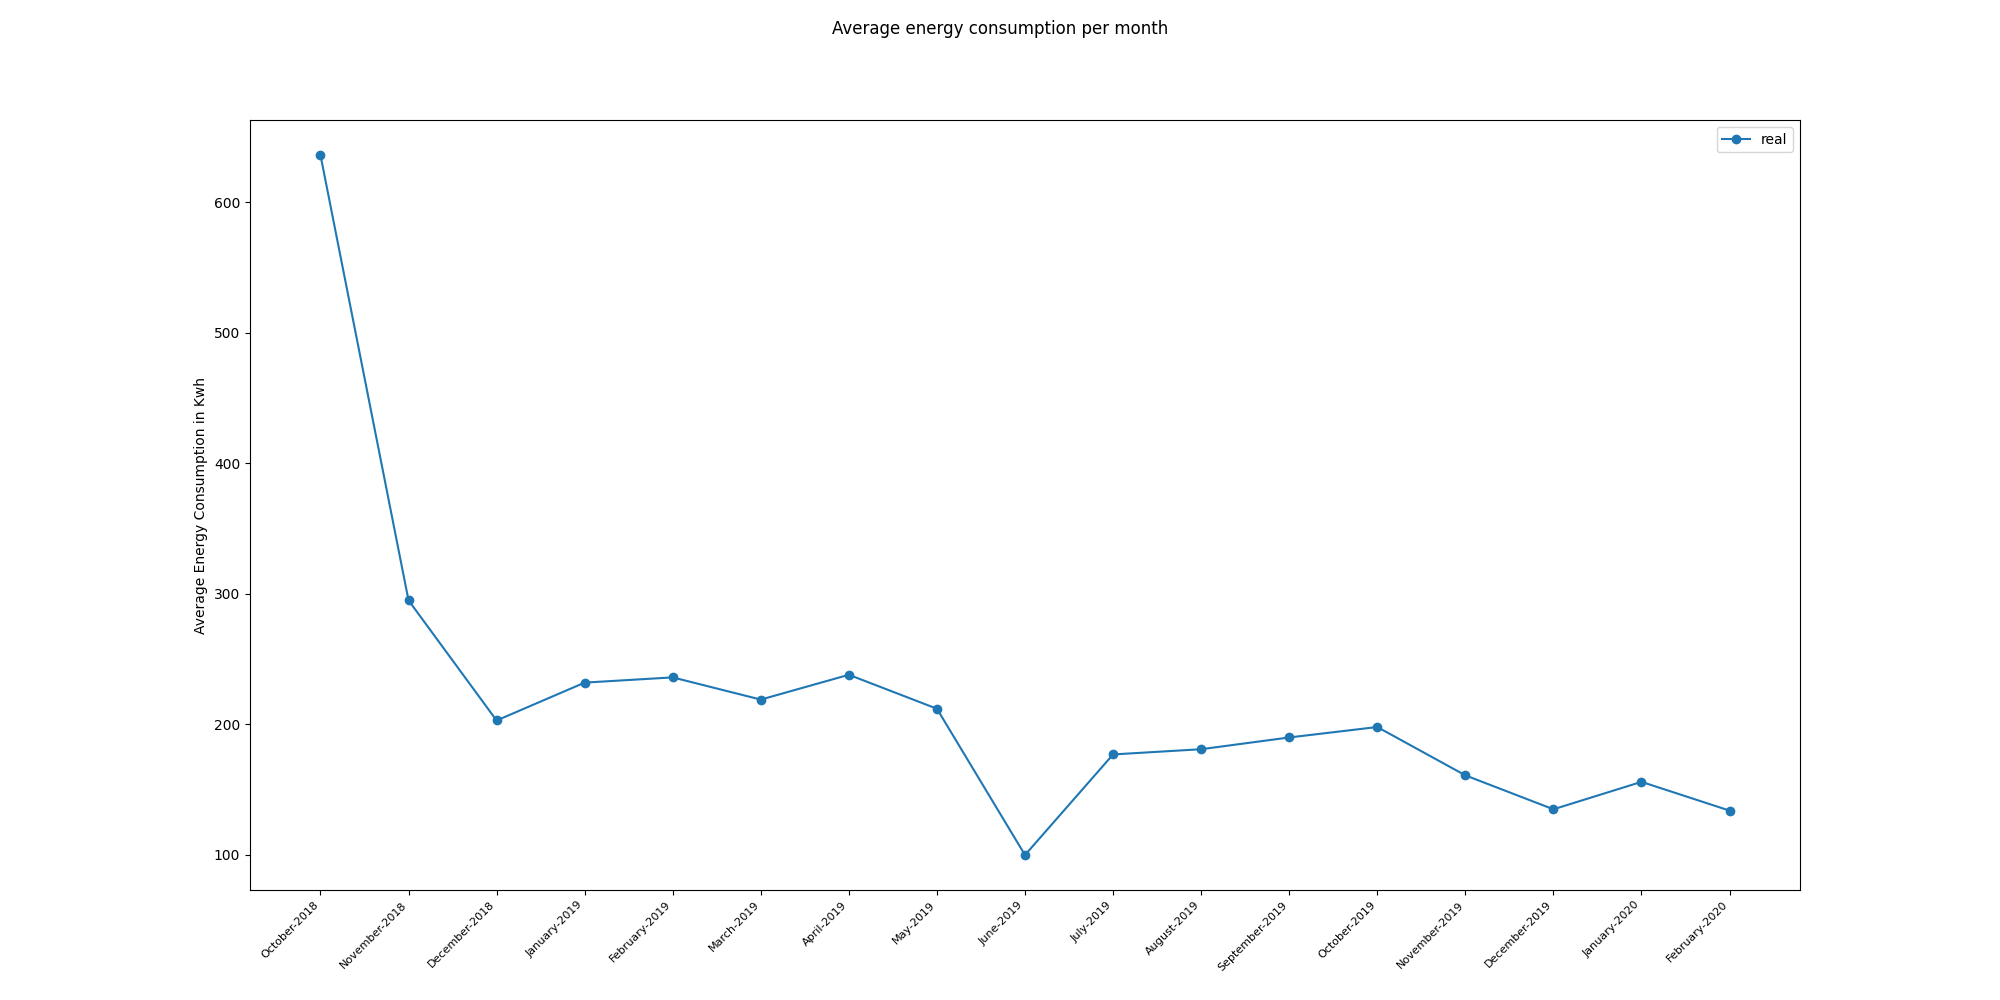 Average energy consumption per month
real
600
500
400
300
200
100
Average Energy Consumption in Kwh
October-2018
November-2018
December-2018
January-2019
February-2019
March-2019
April-2019
May-2019
June-2019
July-2019
August-2019
September-2019
October-2019
November-2019
December-2019
January-2020
February-2020